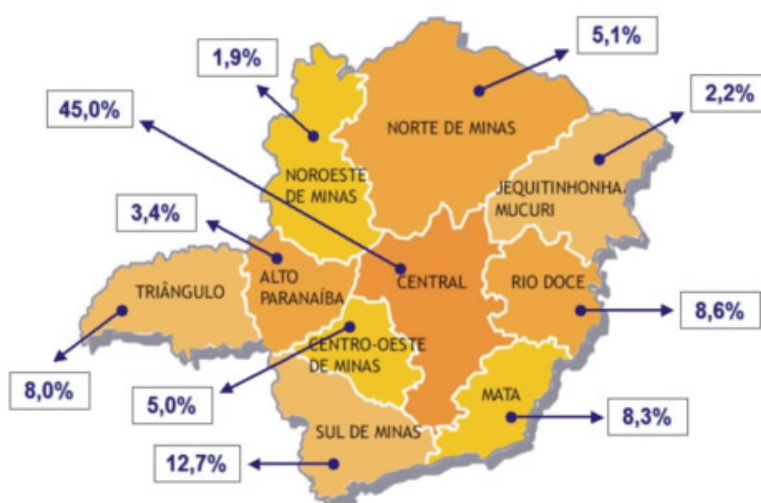 5,1%
1,9%
45,0%
2,2%
NORTE DE MINAS
NOROESTE
DE MINAS
JEQUITINHONHA
MUCURI
3,4%
ALTO
PARANAÍBA
TRIÂNGULO
CENTRAL
RIO DOCE
8,6%
CENTRO-OESTE
DE MINAS
8,0%
5,0%
MATA
8,3%
SUL DE MINAS
12,7%